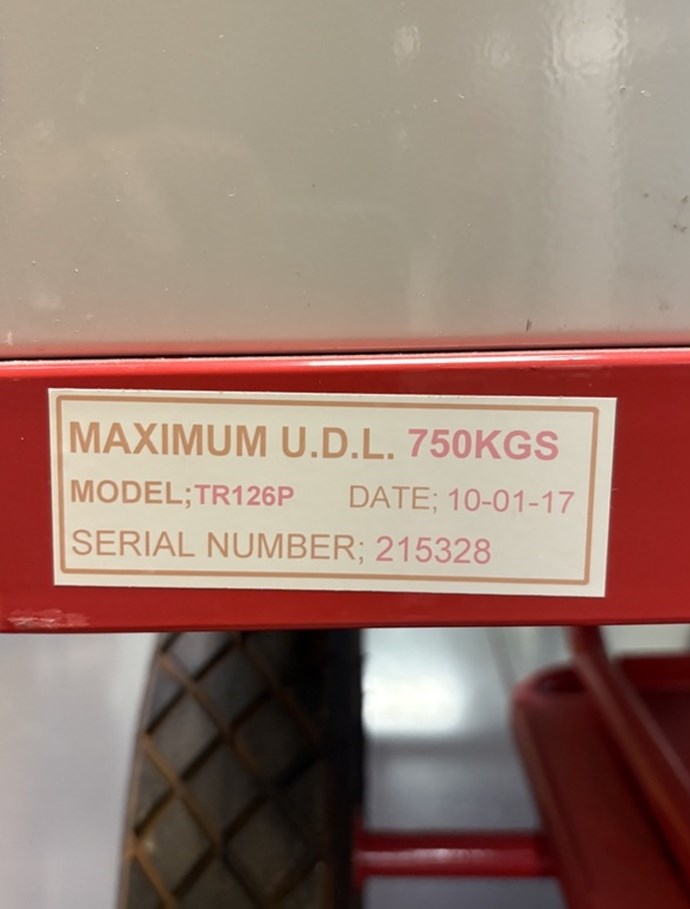 MAXIMUM U.D.L. 750KGS
MODEL;TR126P DATE; 10-01-17
SERIAL NUMBER; 215328